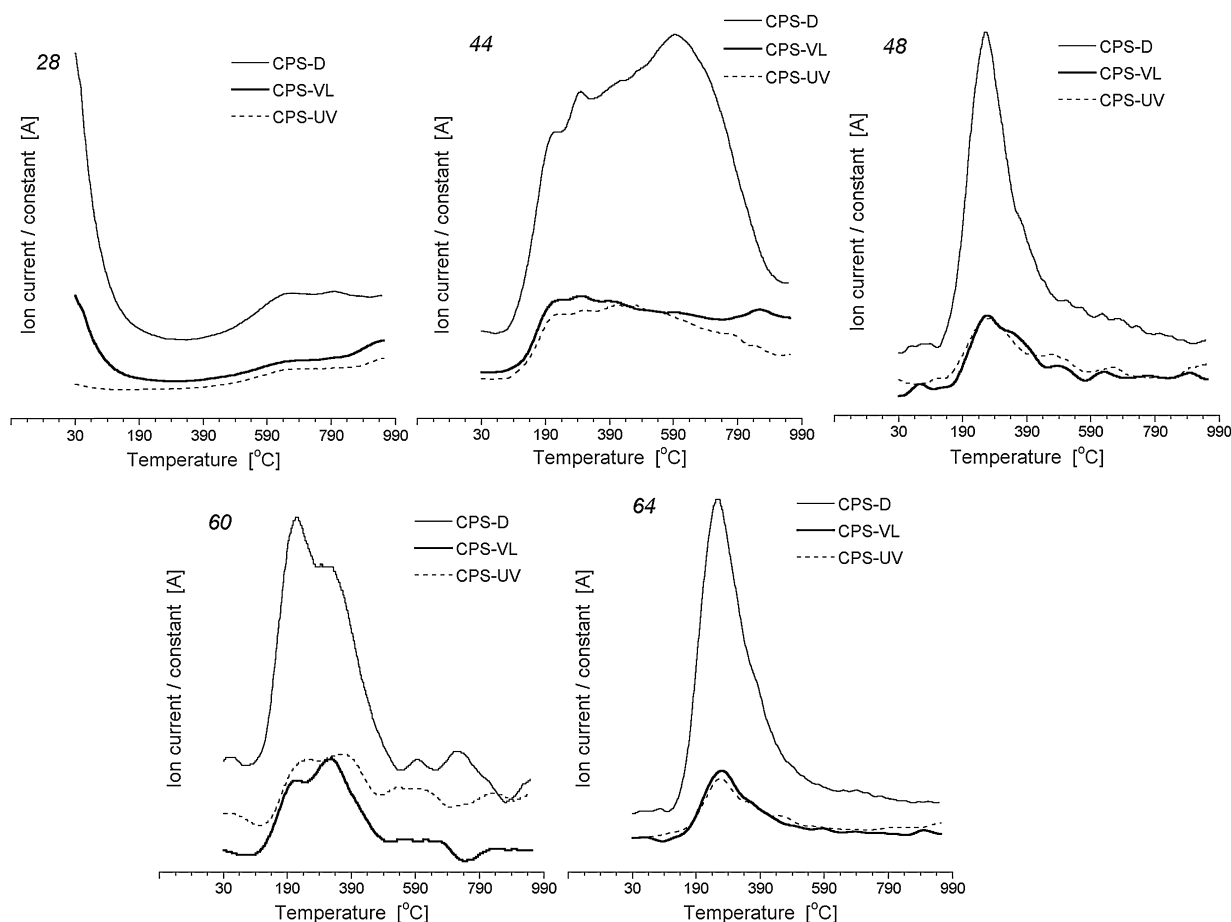 28
CPS-D
CPS-VL
CPS-UV
Ion current / constant [A]
30 190 390 590 790 990
Temperature [°C]
44
CPS-D
CPS-VL
CPS-UV
Ion current / constant [A]
30 190 390 590 790 990
Temperature [°C]
48
CPS-D
CPS-VL
CPS-UV
Ion current / constant [A]
30 190 390 590 790 990
Temperature [°C]
60
CPS-D
CPS-VL
CPS-UV
Ion current / constant [A]
30 190 390 590 790 990
Temperature [°C]
64
CPS-D
CPS-VL
CPS-UV
Ion current / constant [A]
30 190 390 590 790 990
Temperature [°C]